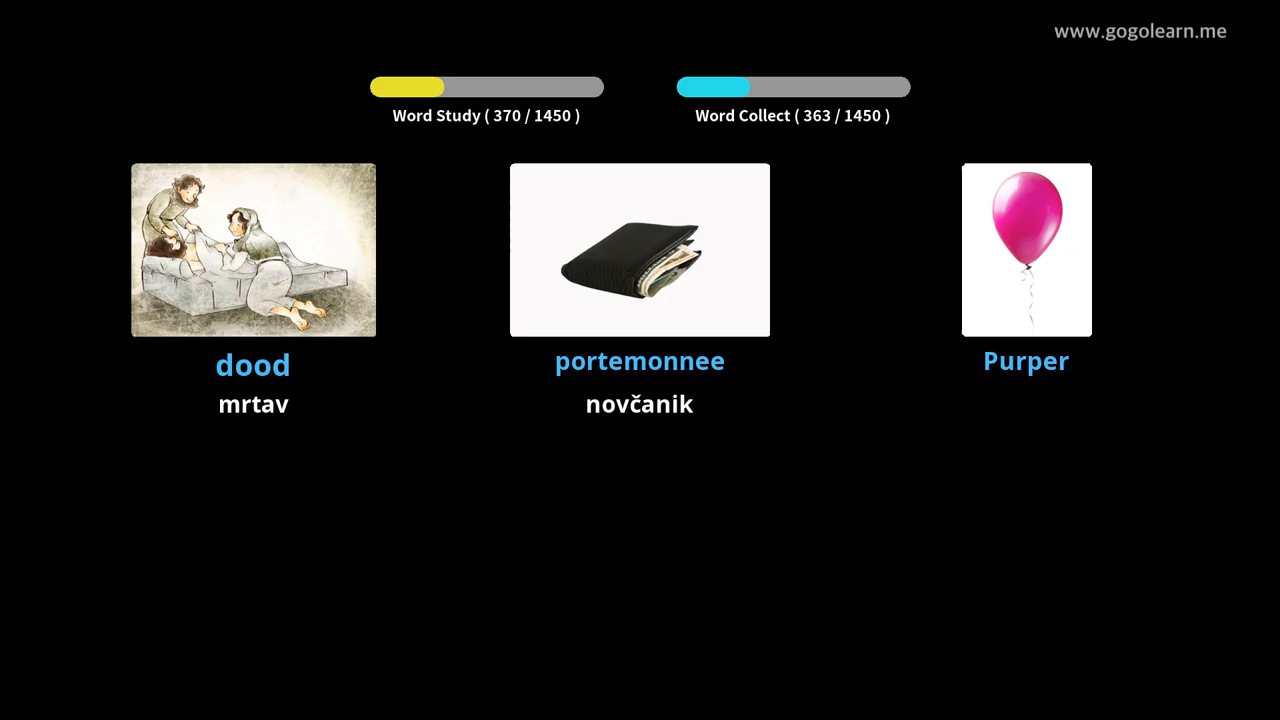 www.gogolearn.me
Word Study ( 370 / 1450 )
Word Collect ( 363 / 1450 )
dood
portemonnee
Purper
mrtav
novčanik